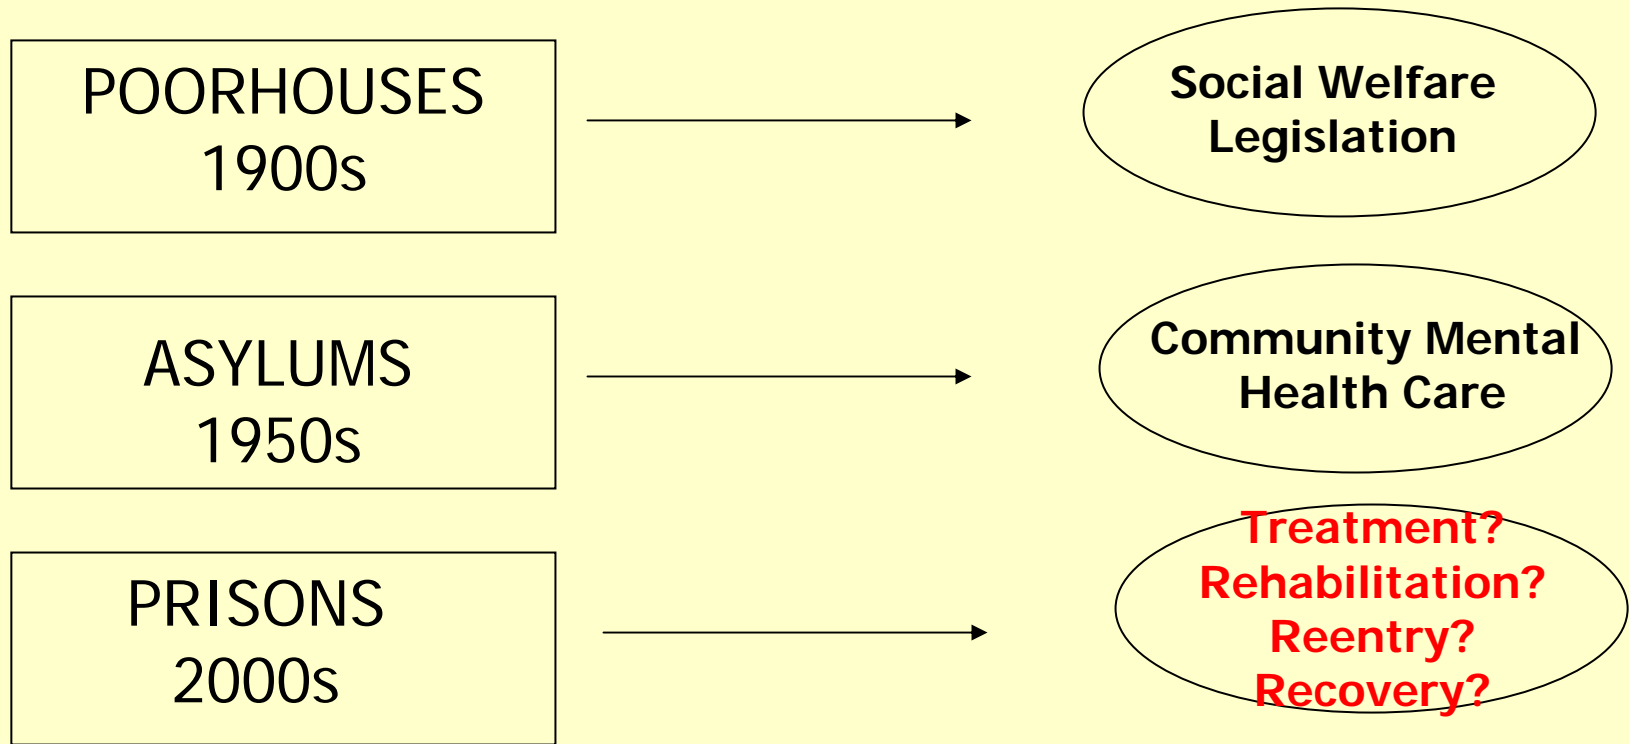 POORHOUSES
1900s
Social Welfare
Legislation
ASYLUMS
1950s
Community Mental
Health Care
PRISONS
2000s
Treatment?
Rehabilitation?
Reentry?
Recovery?